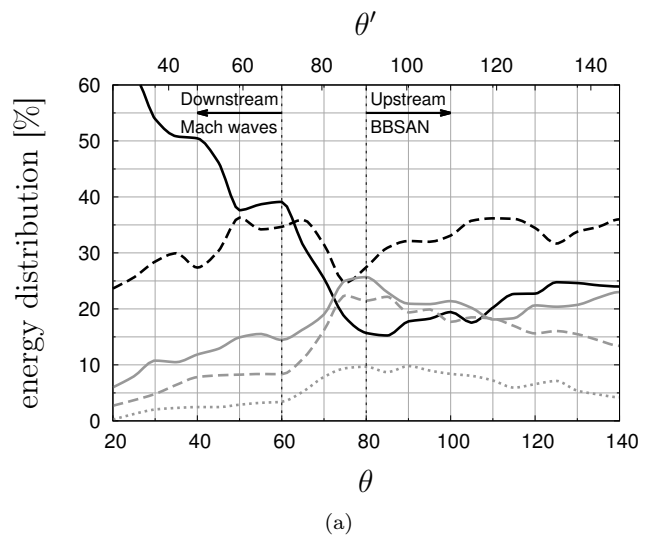 θ′
40 60 80 100 120 140
60
50
40
30
20
10
0
energy distribution [%]
Downstream
Mach waves
Upstream
BBSAN
20 40 60 80 100 120 140
θ
(a)